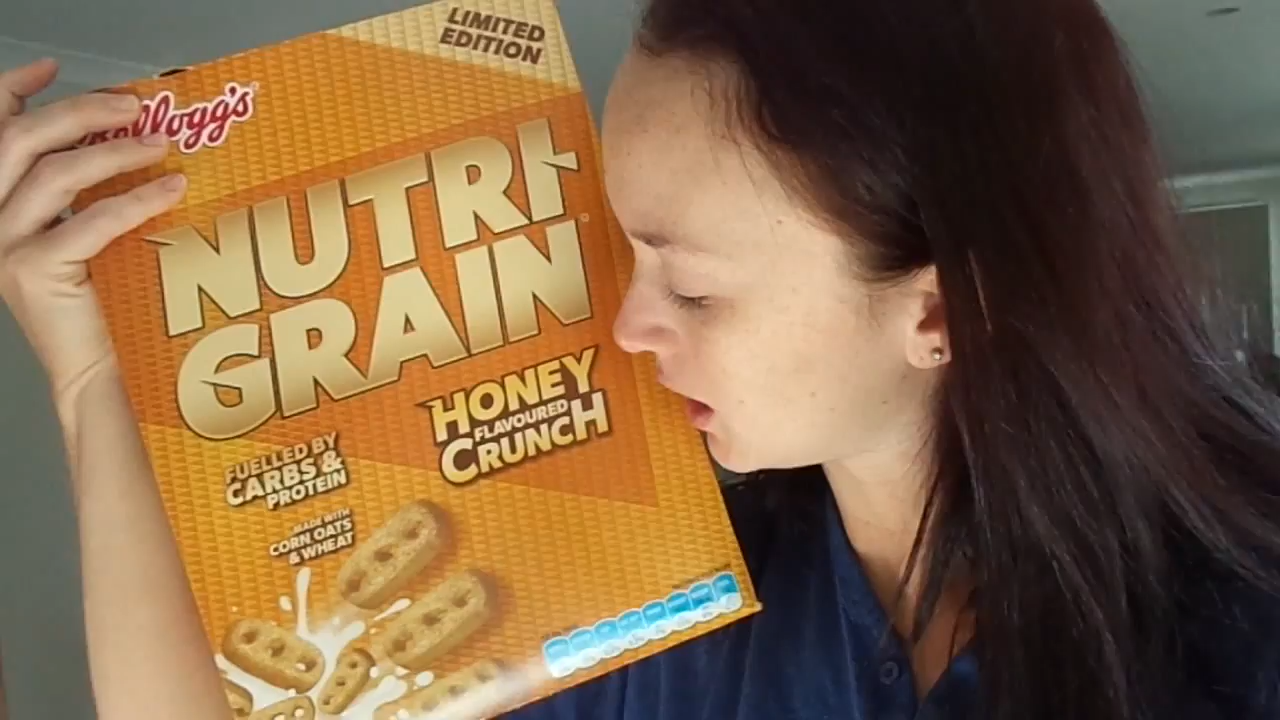 LIMITED
EDITION
Kellogg's
NUTRI-
GRAIN®
HONEY
FLAVOURED
CRUNCH
FUELLED BY
CARBS &
PROTEIN
MADE WITH
CORN OATS
& WHEAT